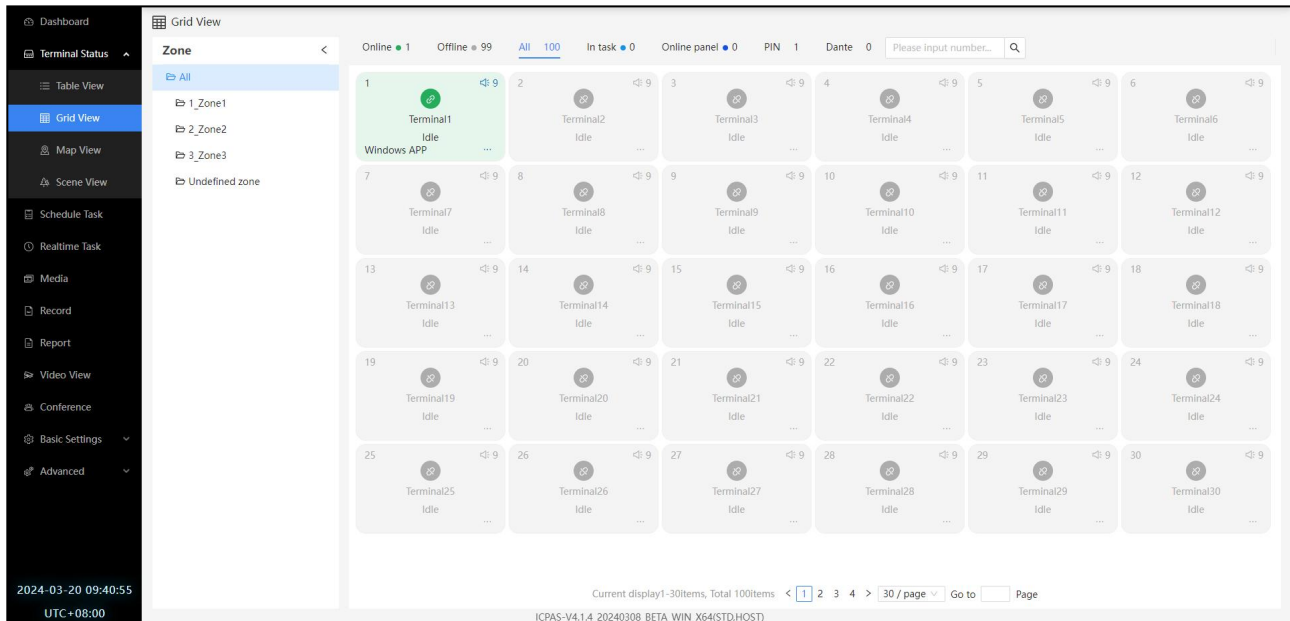 Dashboard
Terminal Status
Table View
Grid View
Map View
Scene View
Schedule Task
Realtime Task
Media
Record
Report
Video View
Conference
Basic Settings
Advanced
2024-03-20 09:40:55
UTC+08:00
Grid View
Zone
All
1_Zone1
2_Zone2
3_Zone3
Undefined zone
Online 1 Offline 99 All 100 In task 0 Online panel 0 PIN 1 Dante 0 Please input number...
1 9 2 9 3 9 4 9 5 9 6 9
Terminal1 Terminal2 Terminal3 Terminal4 Terminal5 Terminal6
Idle Idle Idle Idle Idle Idle
Windows APP ... ... ... ... ... ...
7 9 8 9 9 9 10 9 11 9 12 9
Terminal7 Terminal8 Terminal9 Terminal10 Terminal11 Terminal12
Idle Idle Idle Idle Idle Idle
... ... ... ... ... ...
13 9 14 9 15 9 16 9 17 9 18 9
Terminal13 Terminal14 Terminal15 Terminal16 Terminal17 Terminal18
Idle Idle Idle Idle Idle Idle
... ... ... ... ... ...
19 9 20 9 21 9 22 9 23 9 24 9
Terminal19 Terminal20 Terminal21 Terminal22 Terminal23 Terminal24
Idle Idle Idle Idle Idle Idle
... ... ... ... ... ...
25 9 26 9 27 9 28 9 29 9 30 9
Terminal25 Terminal26 Terminal27 Terminal28 Terminal29 Terminal30
Idle Idle Idle Idle Idle Idle
... ... ... ... ... ...
Current display1-30items, Total 100items < 1 2 3 4 > 30 / page Go to Page
ICPAS-V4.1.4_20240308_BETA_WIN_X64(STD.HOST)